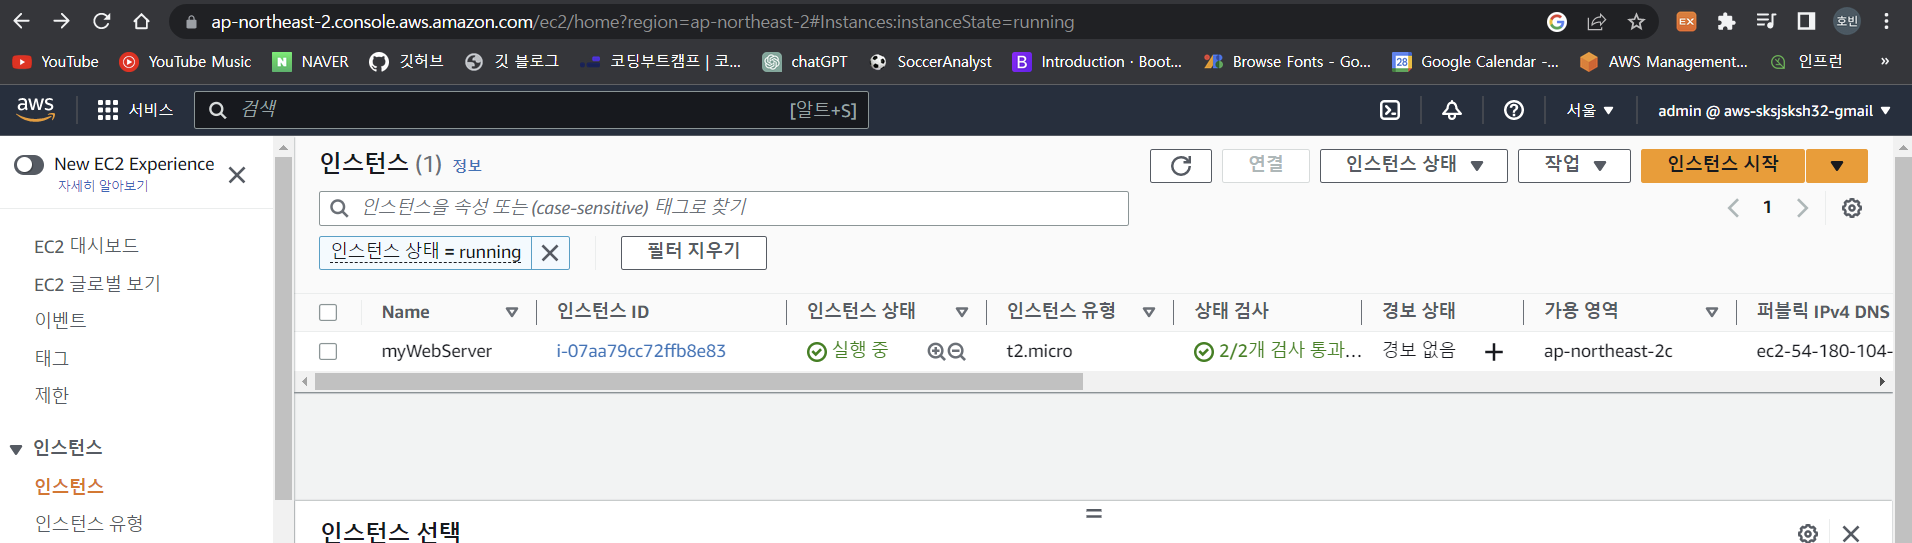 ap-northeast-2.console.aws.amazon.com/ec2/home?region=ap-northeast-2#Instances:instanceState=running
EX
호빈
YouTube YouTube Music NAVER 깃허브 깃 블로그 코딩부트캠프 | 코... chatGPT SoccerAnalyst Introduction · Boot... Browse Fonts - Go... Google Calendar -... AWS Management... 인프런 »
aws 서비스 검색 [알트+S] 서울 admin @ aws-sksjsksh32-gmail
New EC2 Experience
자세히 알아보기
EC2 대시보드
EC2 글로벌 보기
이벤트
태그
제한
인스턴스
인스턴스
인스턴스 유형
인스턴스 (1) 정보 연결 인스턴스 상태 작업 인스턴스 시작
인스턴스을 속성 또는 (case-sensitive) 태그로 찾기 1
인스턴스 상태 = running 필터 지우기
Name 인스턴스 ID 인스턴스 상태 인스턴스 유형 상태 검사 경보 상태 가용 영역 퍼블릭 IPv4 DNS
myWebServer i-07aa79cc72ffb8e83 실행 중 t2.micro 2/2개 검사 통과... 경보 없음 + ap-northeast-2c ec2-54-180-104-
인스턴스 선택